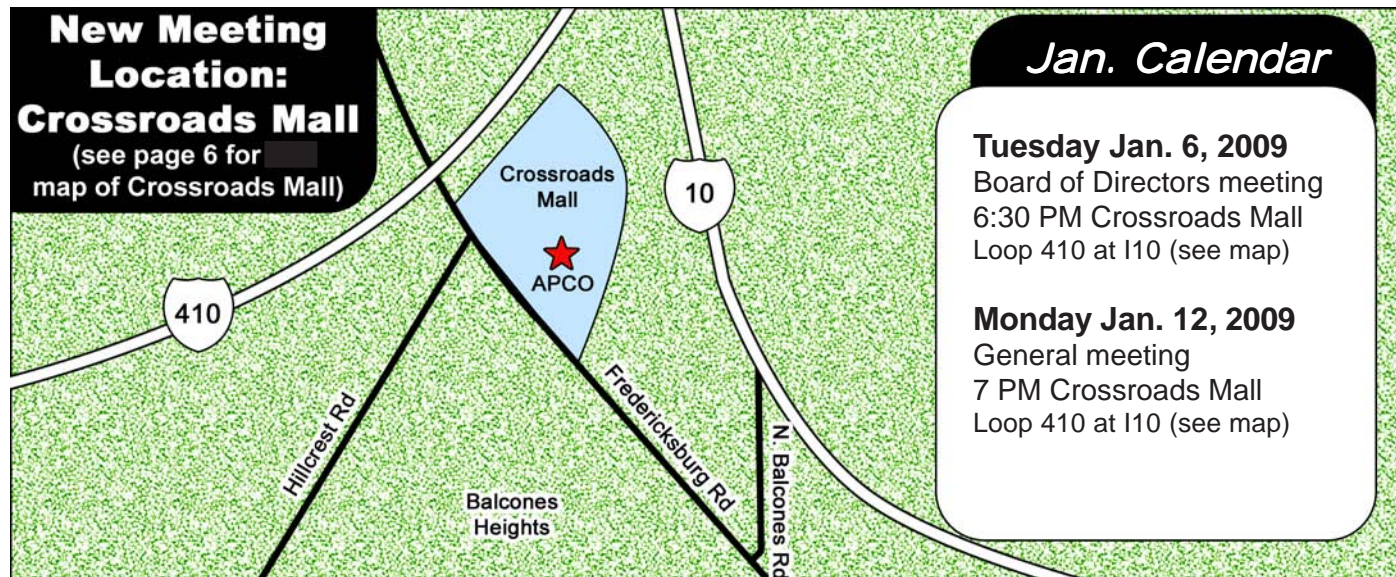 New Meeting
Location:
Crossroads Mall
(see page 6 for
map of Crossroads Mall)
Crossroads
Mall
APCO
10
410
Hillcrest Rd
Fredericksburg Rd
N. Balcones Rd
Balcones
Heights
Jan. Calendar
Tuesday Jan. 6, 2009
Board of Directors meeting
6:30 PM Crossroads Mall
Loop 410 at I10 (see map)
Monday Jan. 12, 2009
General meeting
7 PM Crossroads Mall
Loop 410 at I10 (see map)